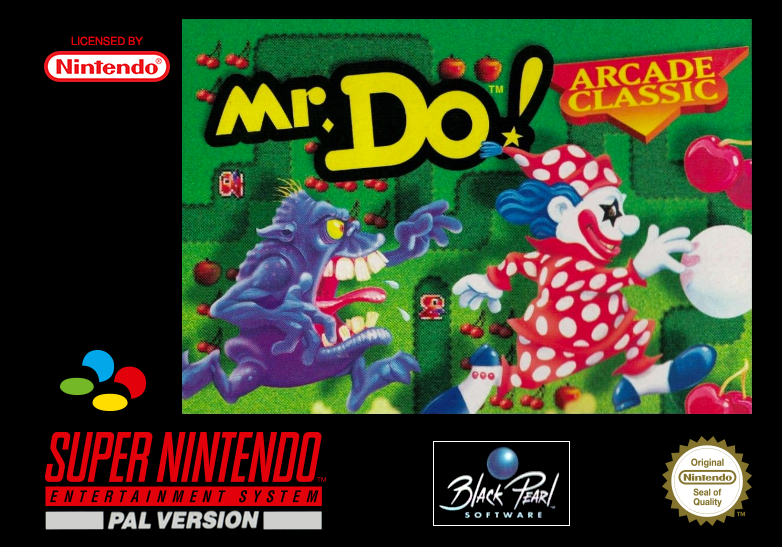 LICENSED BY
Nintendo®
Mr. Do!
TM
ARCADE
CLASSIC
SUPER NINTENDO
TM
ENTERTAINMENT SYSTEM
PAL VERSION
Black Pearl
SOFTWARE
Original
Nintendo
Seal of
Quality
TM